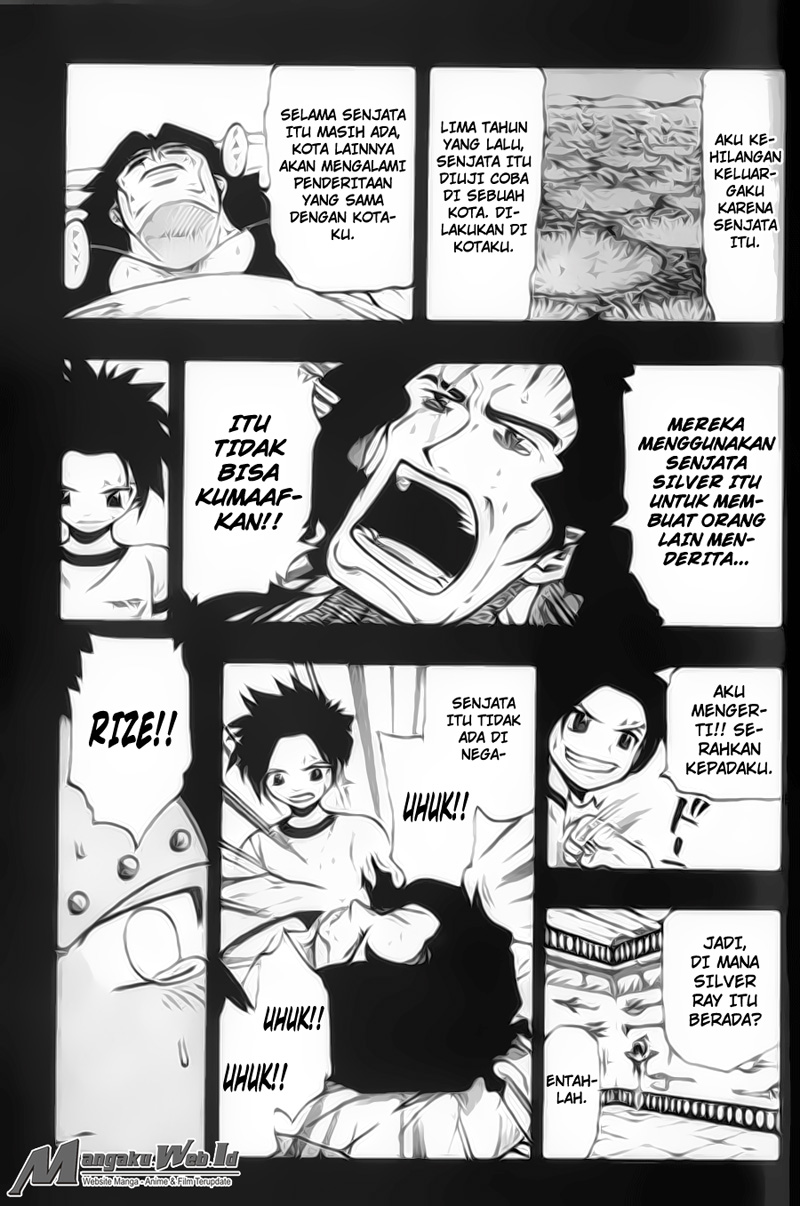 AKU KE-
HILANGAN
KELUAR-
GAKU
KARENA
SENJATA
ITU.
LIMA TAHUN
YANG LALU,
SENJATA ITU
DIUJI COBA
DI SEBUAH
KOTA. DI-
LAKUKAN DI
KOTAKU.
SELAMA SENJATA
ITU MASIH ADA,
KOTA LAINNYA
AKAN MENGALAMI
PENDERITAAN
YANG SAMA
DENGAN KOTA-
KU.
MEREKA
MENGGUNAKAN
SENJATA
SILVER ITU
UNTUK MEM-
BUAT ORANG
LAIN MEN-
DERITA...
ITU
TIDAK
BISA
KUMAAF-
KAN!!
AKU
MENGER-
TI!! SE-
RAHKAN
KEPADAKU.
ド
JADI,
DI MANA
SILVER
RAY ITU
BERADA?
ENTAH-
LAH.
SENJATA
ITU TIDAK
ADA DI
NEGA-
UHUK!!
UHUK!!
UHUK!!
RIZE!!
Mangaku.Web.Id
Website Manga - Anime & Film Terupdate